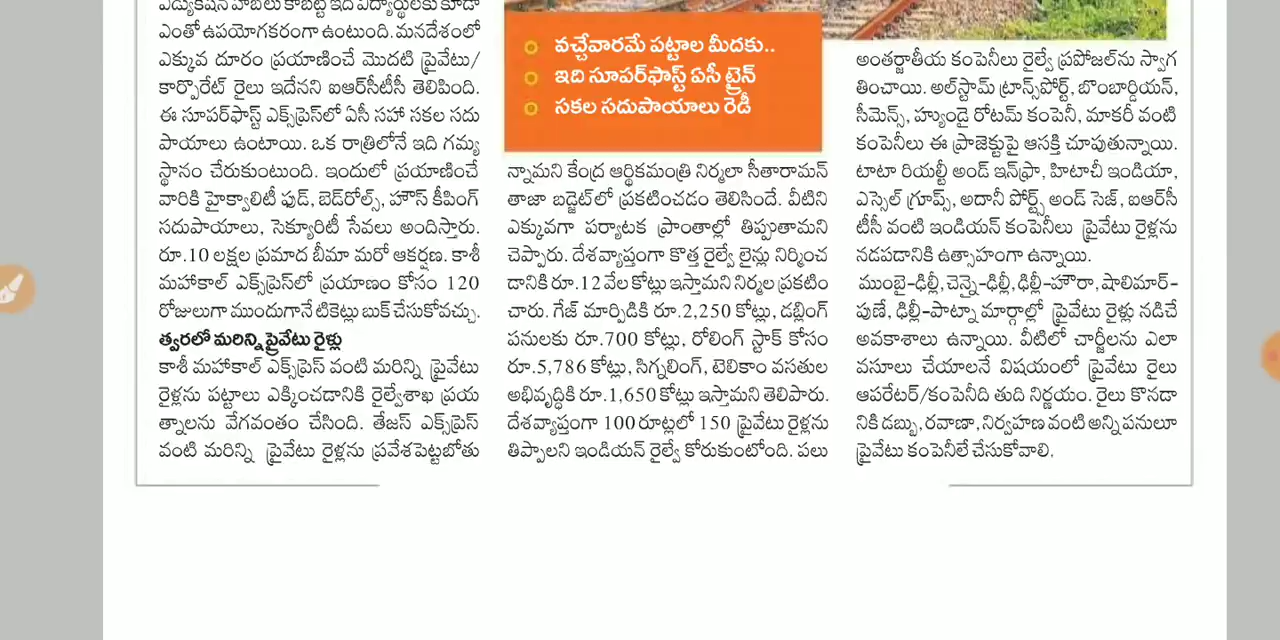 ఎంతో ఉపయోగకరంగా ఉంటుంది. మనదేశంలో
ఎక్కువ దూరం ప్రయాణించే మొదటి ప్రైవేటు/
కార్పొరేట్ రైలు ఇదేనని ఐఆర్‌సీటీసీ తెలిపింది.
ఈ సూపర్‌ఫాస్ట్ ఎక్స్‌ప్రెస్‌లో ఏసీ సహా సకల సదు
పాయాలు ఉంటాయి. ఒక రాత్రిలోనే ఇది గమ్య
స్థానం చేరుకుంటుంది. ఇందులో ప్రయాణించే
వారికి హైక్వాలిటీ ఫుడ్, బెడ్‌రోల్స్, హౌస్ కీపింగ్
సదుపాయాలు, సెక్యూరిటీ సేవలు అందిస్తారు.
రూ.10 లక్షల ప్రమాద బీమా మరో ఆకర్షణ. కాశీ
మహాకాల్ ఎక్స్‌ప్రెస్‌లో ప్రయాణం కోసం 120
రోజులుగా ముందుగానే టికెట్లు బుక్ చేసుకోవచ్చు.
త్వరలో మరిన్ని ప్రైవేటు రైళ్లు
కాశీ మహాకాల్ ఎక్స్‌ప్రెస్ వంటి మరిన్ని ప్రైవేటు
రైళ్లను పట్టాలు ఎక్కించడానికి రైల్వేశాఖ ప్రయ
త్నాలను వేగవంతం చేసింది. తేజస్ ఎక్స్‌ప్రెస్
వంటి మరిన్ని ప్రైవేటు రైళ్లను ప్రవేశపెట్టబోతు
వచ్చేవారమే పట్టాల మీదకు..
ఇది సూపర్‌ఫాస్ట్ ఏసీ ట్రైన్
సకల సదుపాయాలు రెడీ
న్నామని కేంద్ర ఆర్థికమంత్రి నిర్మలా సీతారామన్
తాజా బడ్జెట్‌లో ప్రకటించడం తెలిసిందే. వీటిని
ఎక్కువగా పర్యాటక ప్రాంతాల్లో తిప్పుతామని
చెప్పారు. దేశవ్యాప్తంగా కొత్త రైల్వే లైన్లు నిర్మించ
డానికి రూ.12 వేల కోట్లు ఇస్తామని నిర్మల ప్రకటిం
చారు. గేజ్ మార్పిడికి రూ.2,250 కోట్లు, డబ్లింగ్
పనులకు రూ.700 కోట్లు, రోలింగ్ స్టాక్ కోసం
రూ.5,786 కోట్లు, సిగ్నలింగ్, టెలికాం వసతుల
అభివృద్ధికి రూ.1,650 కోట్లు ఇస్తామని తెలిపారు.
దేశవ్యాప్తంగా 100 రూట్లలో 150 ప్రైవేటు రైళ్లను
తిప్పాలని ఇండియన్ రైల్వే కోరుకుంటోంది. పలు
అంతర్జాతీయ కంపెనీలు రైల్వే ప్రపోజల్‌ను స్వాగ
తించాయి. అల్‌స్తామ్ ట్రాన్స్‌పోర్ట్, బొంబార్డియన్,
సీమెన్స్, హ్యుండై రోటమ్ కంపెనీ, మాకరీ వంటి
కంపెనీలు ఈ ప్రాజెక్టుపై ఆసక్తి చూపుతున్నాయి.
టాటా రియల్టీ అండ్ ఇన్‌ఫ్రా, హిటాచీ ఇండియా,
ఎస్సెల్ గ్రూప్స్, అదానీ పోర్ట్స్ అండ్ సెజ్, ఐఆర్‌సీ
టీసీ వంటి ఇండియన్ కంపెనీలు ప్రైవేటు రైళ్లను
నడపడానికి ఉత్సాహంగా ఉన్నాయి.
ముంబై-ఢిల్లీ, చెన్నై-ఢిల్లీ, ఢిల్లీ-హౌరా, షాలిమార్-
పుణే, ఢిల్లీ-పాట్నా మార్గాల్లో ప్రైవేటు రైళ్లు నడిచే
అవకాశాలు ఉన్నాయి. వీటిలో చార్జీలను ఎలా
వసూలు చేయాలనే విషయంలో ప్రైవేటు రైలు
ఆపరేటర్/కంపెనీది తుది నిర్ణయం. రైలు కొనడా
నికి డబ్బు, రవాణా, నిర్వహణ వంటి అన్ని పనులూ
ప్రైవేటు కంపెనీలే చేసుకోవాలి.